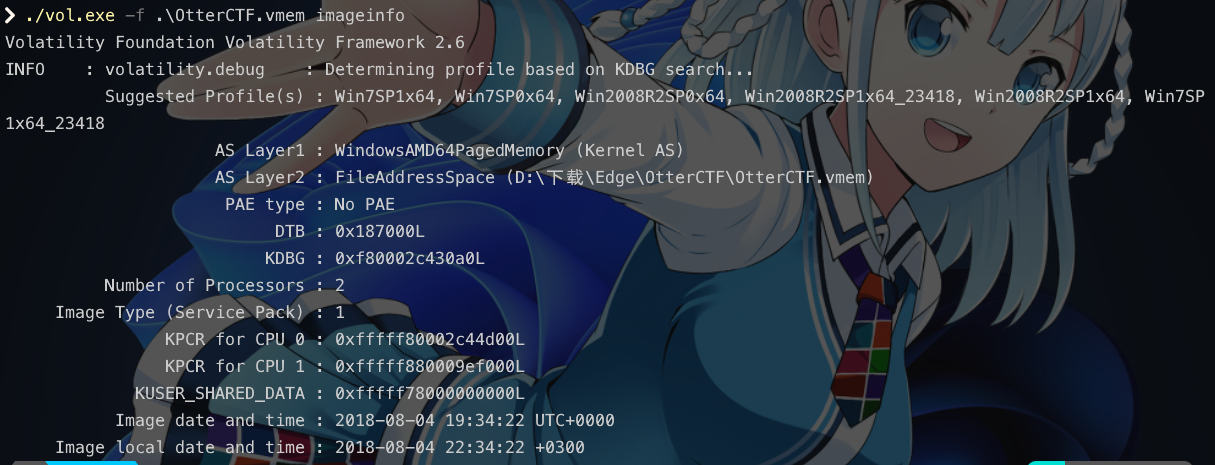 ❯ ./vol.exe -f .\OtterCTF.vmem imageinfo
Volatility Foundation Volatility Framework 2.6
INFO    : volatility.debug    : Determining profile based on KDBG search...
          Suggested Profile(s) : Win7SP1x64, Win7SP0x64, Win2008R2SP0x64, Win2008R2SP1x64_23418, Win2008R2SP1x64, Win7SP
1x64_23418
                     AS Layer1 : WindowsAMD64PagedMemory (Kernel AS)
                     AS Layer2 : FileAddressSpace (D:\下载\Edge\OtterCTF\OtterCTF.vmem)
                      PAE type : No PAE
                           DTB : 0x187000L
                          KDBG : 0xf80002c430a0L
          Number of Processors : 2
     Image Type (Service Pack) : 1
                KPCR for CPU 0 : 0xfffff80002c44d00L
                KPCR for CPU 1 : 0xfffff880009ef000L
             KUSER_SHARED_DATA : 0xfffff78000000000L
           Image date and time : 2018-08-04 19:34:22 UTC+0000
     Image local date and time : 2018-08-04 22:34:22 +0300